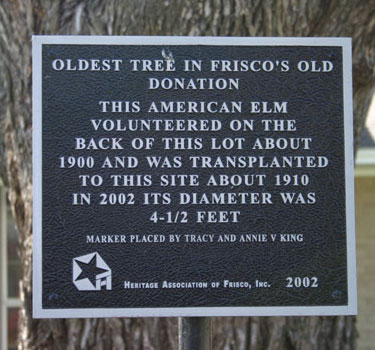 OLDEST TREE IN FRISCO'S OLD
DONATION
THIS AMERICAN ELM
VOLUNTEERED ON THE
BACK OF THIS LOT ABOUT
1900 AND WAS TRANSPLANTED
TO THIS SITE ABOUT 1910
IN 2002 ITS DIAMETER WAS
4-1/2 FEET
MARKER PLACED BY TRACY AND ANNIE V KING
HERITAGE ASSOCIATION OF FRISCO, INC. 2002